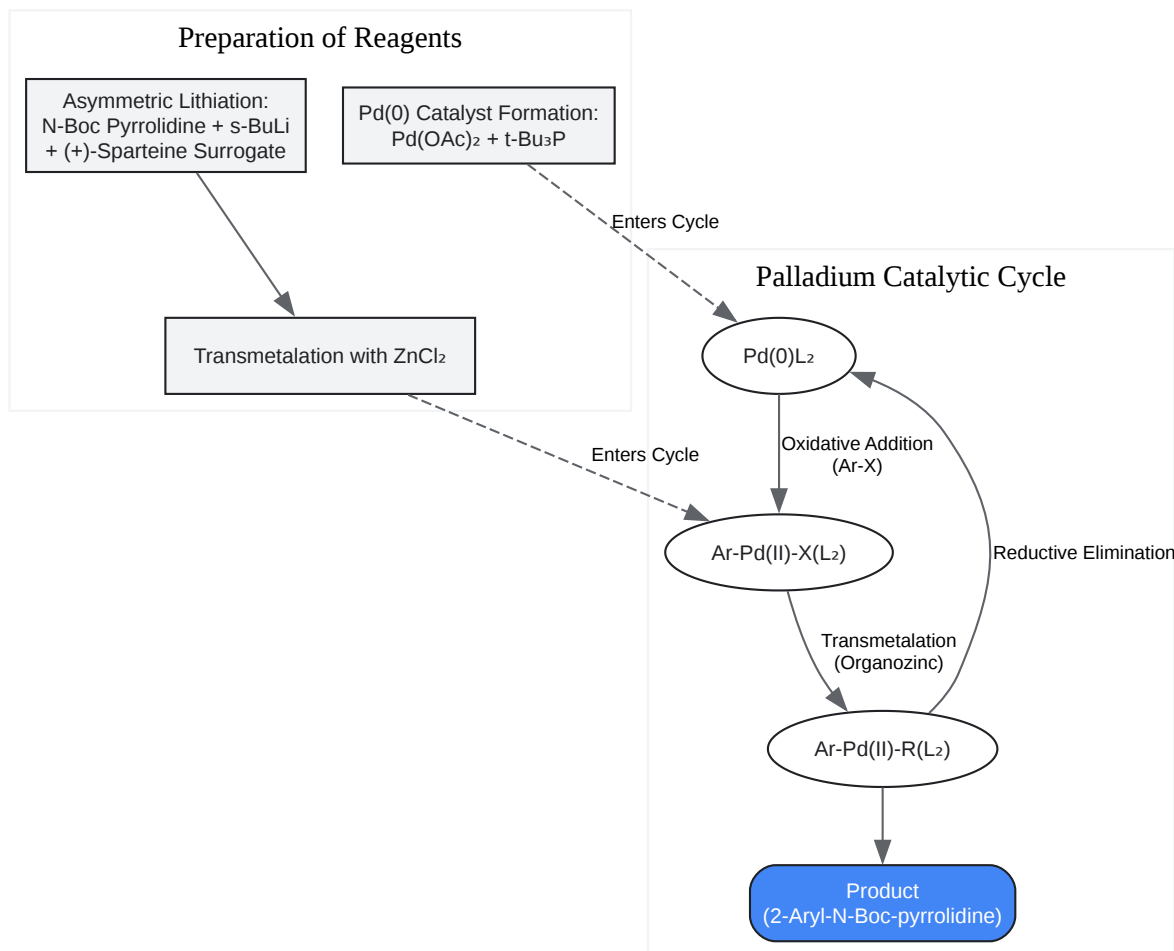 Preparation of Reagents
Asymmetric Lithiation:
N-Boc Pyrrolidine + s-BuLi
+ (+)-Sparteine Surrogate
Pd(0) Catalyst Formation:
Pd(OAc)₂ + t-Bu₃P
Enters Cycle
Transmetalation with ZnCl₂
Enters Cycle
Palladium Catalytic Cycle
Pd(0)L₂
Oxidative Addition
(Ar-X)
Ar-Pd(II)-X(L₂)
Reductive Elimination
Transmetalation
(Organozinc)
Ar-Pd(II)-R(L₂)
Product
(2-Aryl-N-Boc-pyrrolidine)